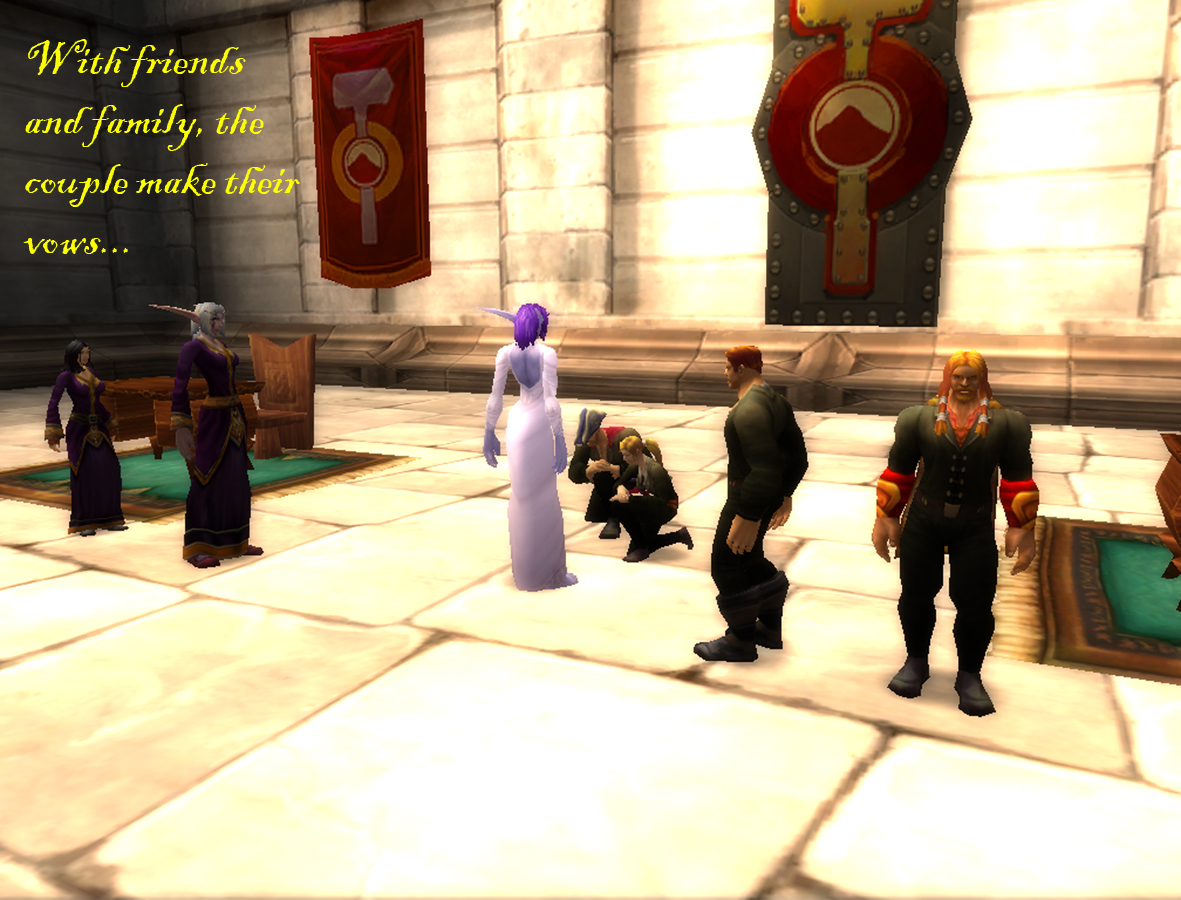 With friends
and family, the
couple make their
vows...